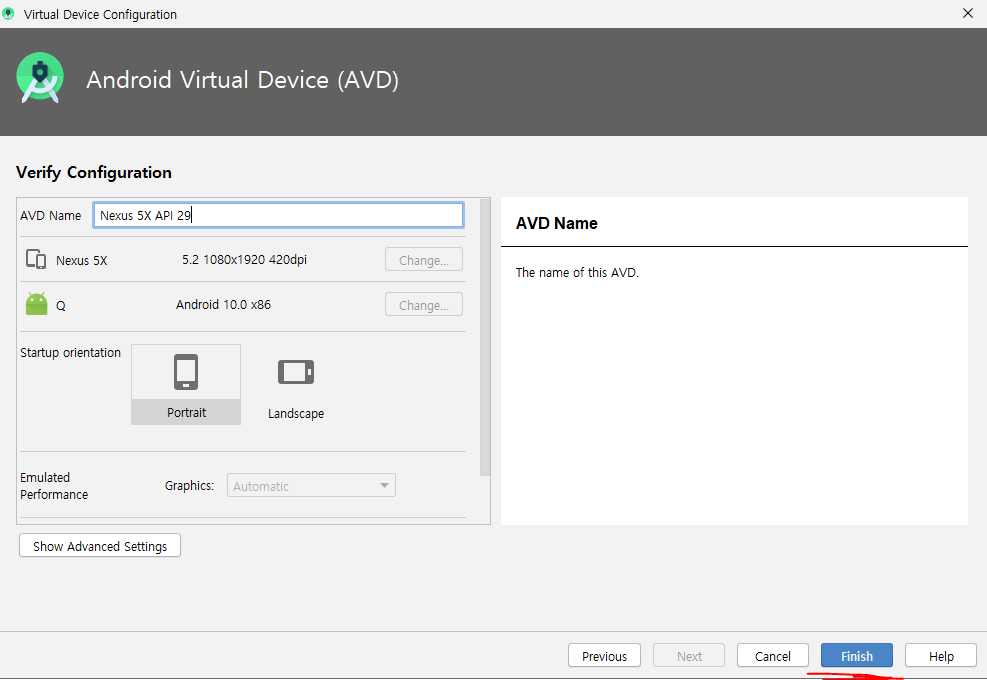 Virtual Device Configuration
Android Virtual Device (AVD)
Verify Configuration
AVD Name Nexus 5X API 29
Nexus 5X 5.2 1080x1920 420dpi Change...
Q Android 10.0 x86 Change...
Startup orientation
Portrait Landscape
Emulated
Performance
Graphics: Automatic
Show Advanced Settings
AVD Name
The name of this AVD.
Previous Next Cancel Finish Help